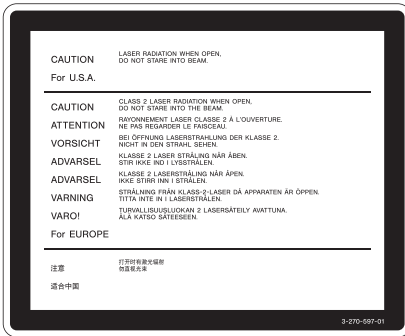 CAUTION
LASER RADIATION WHEN OPEN,
DO NOT STARE INTO BEAM.
For U.S.A.
CAUTION
CLASS 2 LASER RADIATION WHEN OPEN,
DO NOT STARE INTO THE BEAM.
ATTENTION
RAYONNEMENT LASER CLASSE 2 À L'OUVERTURE.
NE PAS REGARDER LE FAISCEAU.
VORSICHT
BEI ÖFFNUNG LASERSTRAHLUNG DER KLASSE 2.
NICHT IN DEN STRAHL SEHEN.
ADVARSEL
KLASSE 2 LASER STRÅLING NÅR ÅBEN.
STIR IKKE IND I LYSSTRÅLEN.
ADVARSEL
KLASSE 2 LASERSTRÅLING NÅR ÅPEN.
IKKE STIRR INN I STRÅLEN.
VARNING
STRÅLNING FRÅN KLASS-2-LASER DÅ APPARATEN ÄR ÖPPEN.
TITTA INTE IN I LASERSTRÅLEN.
VARO!
TURVALLISUUSLUOKAN 2 LASERSÄTEILY AVATTUNA.
ÄLÄ KATSO SÄTEESEEN.
For EUROPE
注意
打开时有激光辐射
勿直视光束
适合中国
3-270-597-01